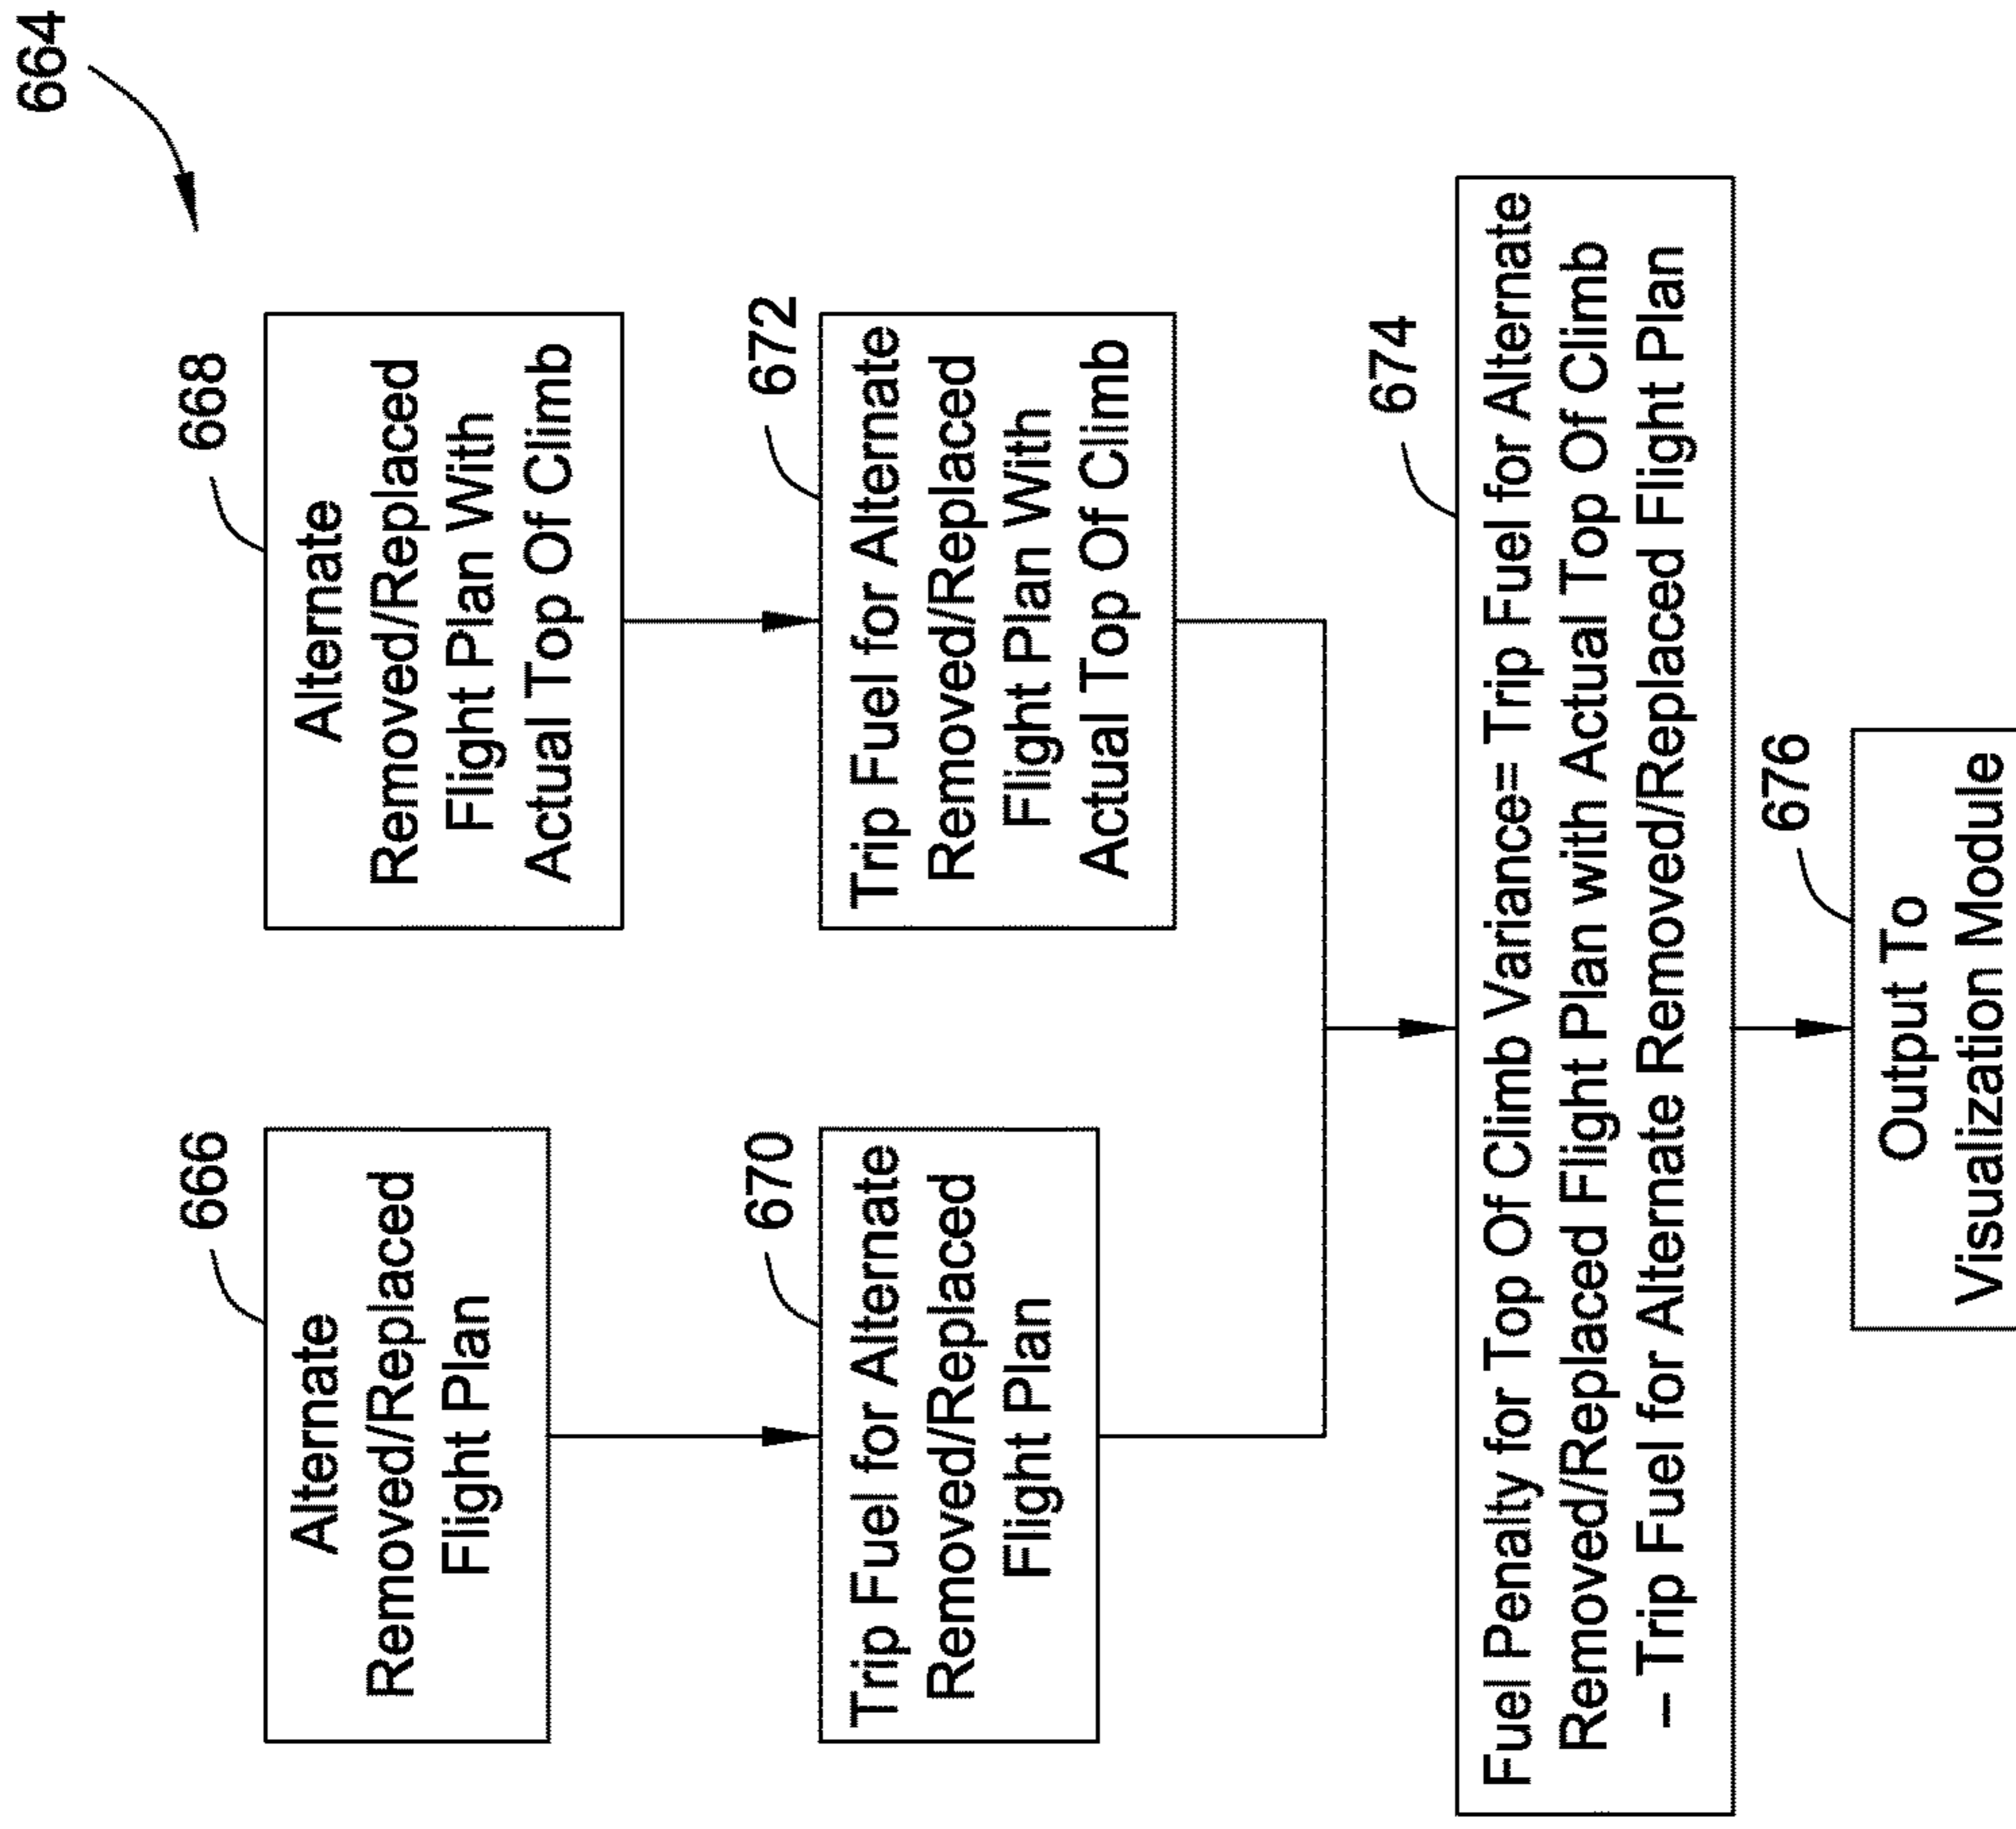 664
666
Alternate
Removed/Replaced
Flight Plan
668
Alternate
Removed/Replaced
Flight Plan With
Actual Top Of Climb
670
Trip Fuel for Alternate
Removed/Replaced
Flight Plan
672
Trip Fuel for Alternate
Removed/Replaced
Flight Plan With
Actual Top Of Climb
674
Fuel Penalty for Top Of Climb Variance= Trip Fuel for Alternate
Removed/Replaced Flight Plan with Actual Top Of Climb
– Trip Fuel for Alternate Removed/Replaced Flight Plan
676
Output To
Visualization Module